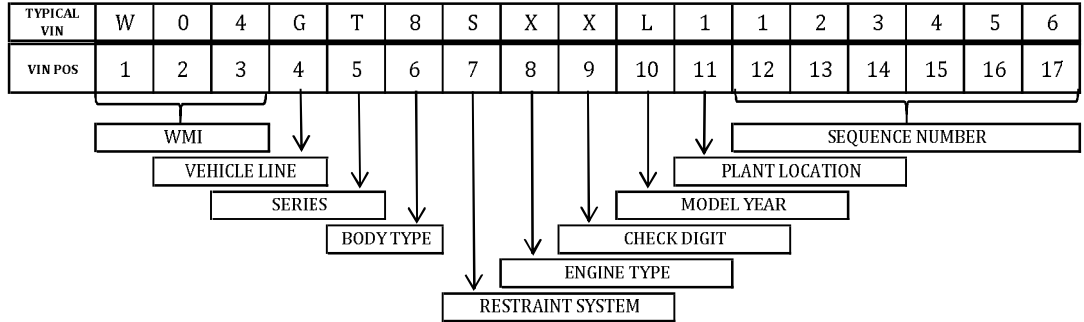 TYPICAL VIN W 0 4 G T 8 S X X L 1 1 2 3 4 5 6
VIN POS 1 2 3 4 5 6 7 8 9 10 11 12 13 14 15 16 17
WMI SEQUENCE NUMBER
VEHICLE LINE PLANT LOCATION
SERIES MODEL YEAR
BODY TYPE CHECK DIGIT
ENGINE TYPE
RESTRAINT SYSTEM